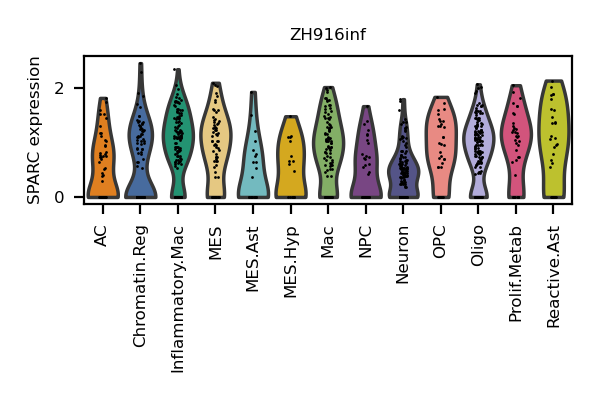 ZH916inf
SPARC expression
2
0
AC
Chromatin.Reg
Inflammatory.Mac
MES
MES.Ast
MES.Hyp
Mac
NPC
Neuron
OPC
Oligo
Prolif.Metab
Reactive.Ast